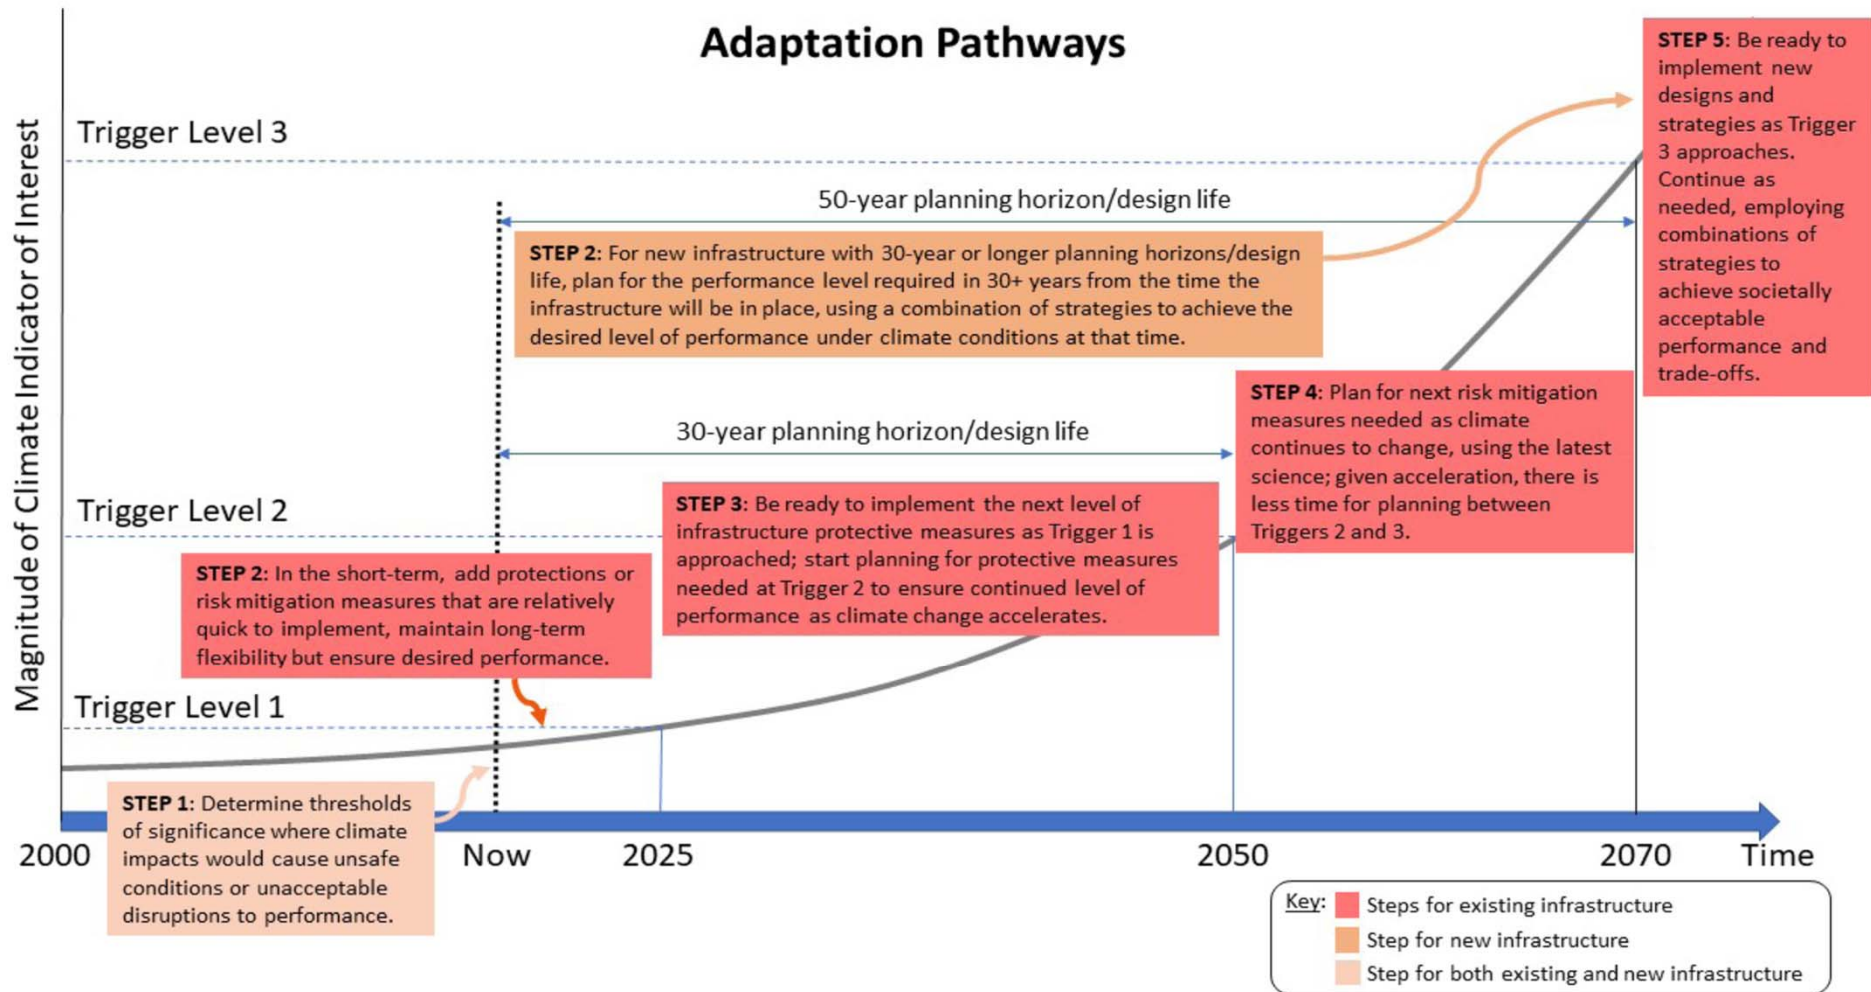 Adaptation Pathways
Magnitude of Climate Indicator of Interest
Trigger Level 3
50-year planning horizon/design life
STEP 5: Be ready to
implement new
designs and
strategies as Trigger
3 approaches.
Continue as
needed, employing
combinations of
strategies to
achieve societally
acceptable
performance and
trade-offs.
STEP 2: For new infrastructure with 30-year or longer planning horizons/design
life, plan for the performance level required in 30+ years from the time the
infrastructure will be in place, using a combination of strategies to achieve the
desired level of performance under climate conditions at that time.
30-year planning horizon/design life
STEP 4: Plan for next risk mitigation
measures needed as climate
continues to change, using the latest
science; given acceleration, there is
less time for planning between
Triggers 2 and 3.
Trigger Level 2
STEP 3: Be ready to implement the next level of
infrastructure protective measures as Trigger 1 is
approached; start planning for protective measures
needed at Trigger 2 to ensure continued level of
performance as climate change accelerates.
STEP 2: In the short-term, add protections or
risk mitigation measures that are relatively
quick to implement, maintain long-term
flexibility but ensure desired performance.
Trigger Level 1
STEP 1: Determine thresholds
of significance where climate
impacts would cause unsafe
conditions or unacceptable
disruptions to performance.
2000 Now 2025 2050 2070 Time
Key: Steps for existing infrastructure
Step for new infrastructure
Step for both existing and new infrastructure